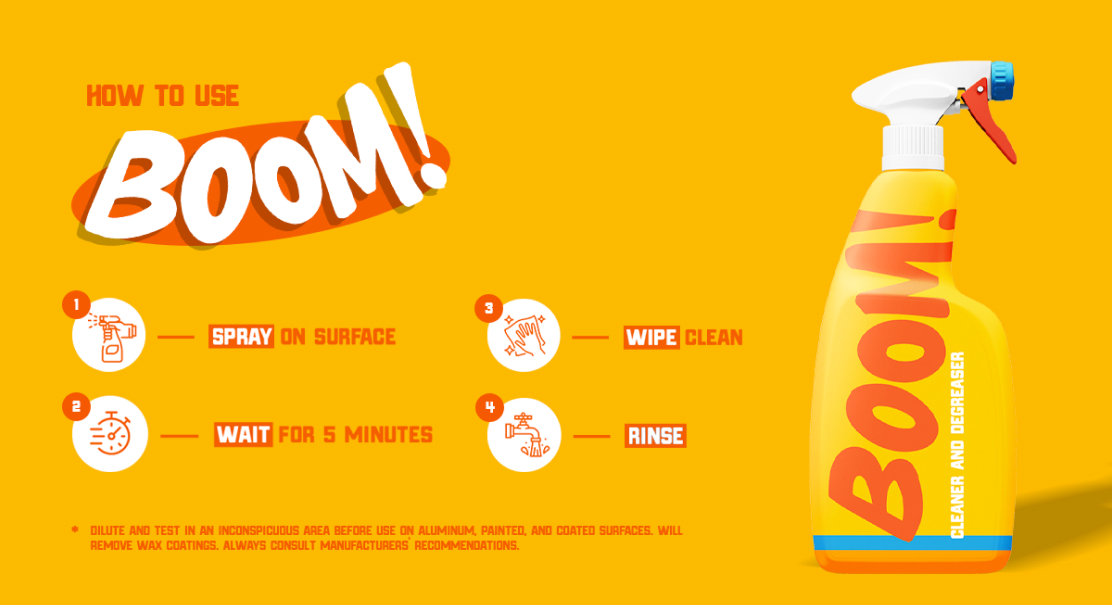 HOW TO USE
BOOM!
1
SPRAY ON SURFACE
2
WAIT FOR 5 MINUTES
3
WIPE CLEAN
4
RINSE
* DILUTE AND TEST IN AN INCONSPICUOUS AREA BEFORE USE ON ALUMINUM, PAINTED, AND COATED SURFACES. WILL
REMOVE WAX COATINGS. ALWAYS CONSULT MANUFACTURERS' RECOMMENDATIONS.
BOOM!
CLEANER AND DEGREASER